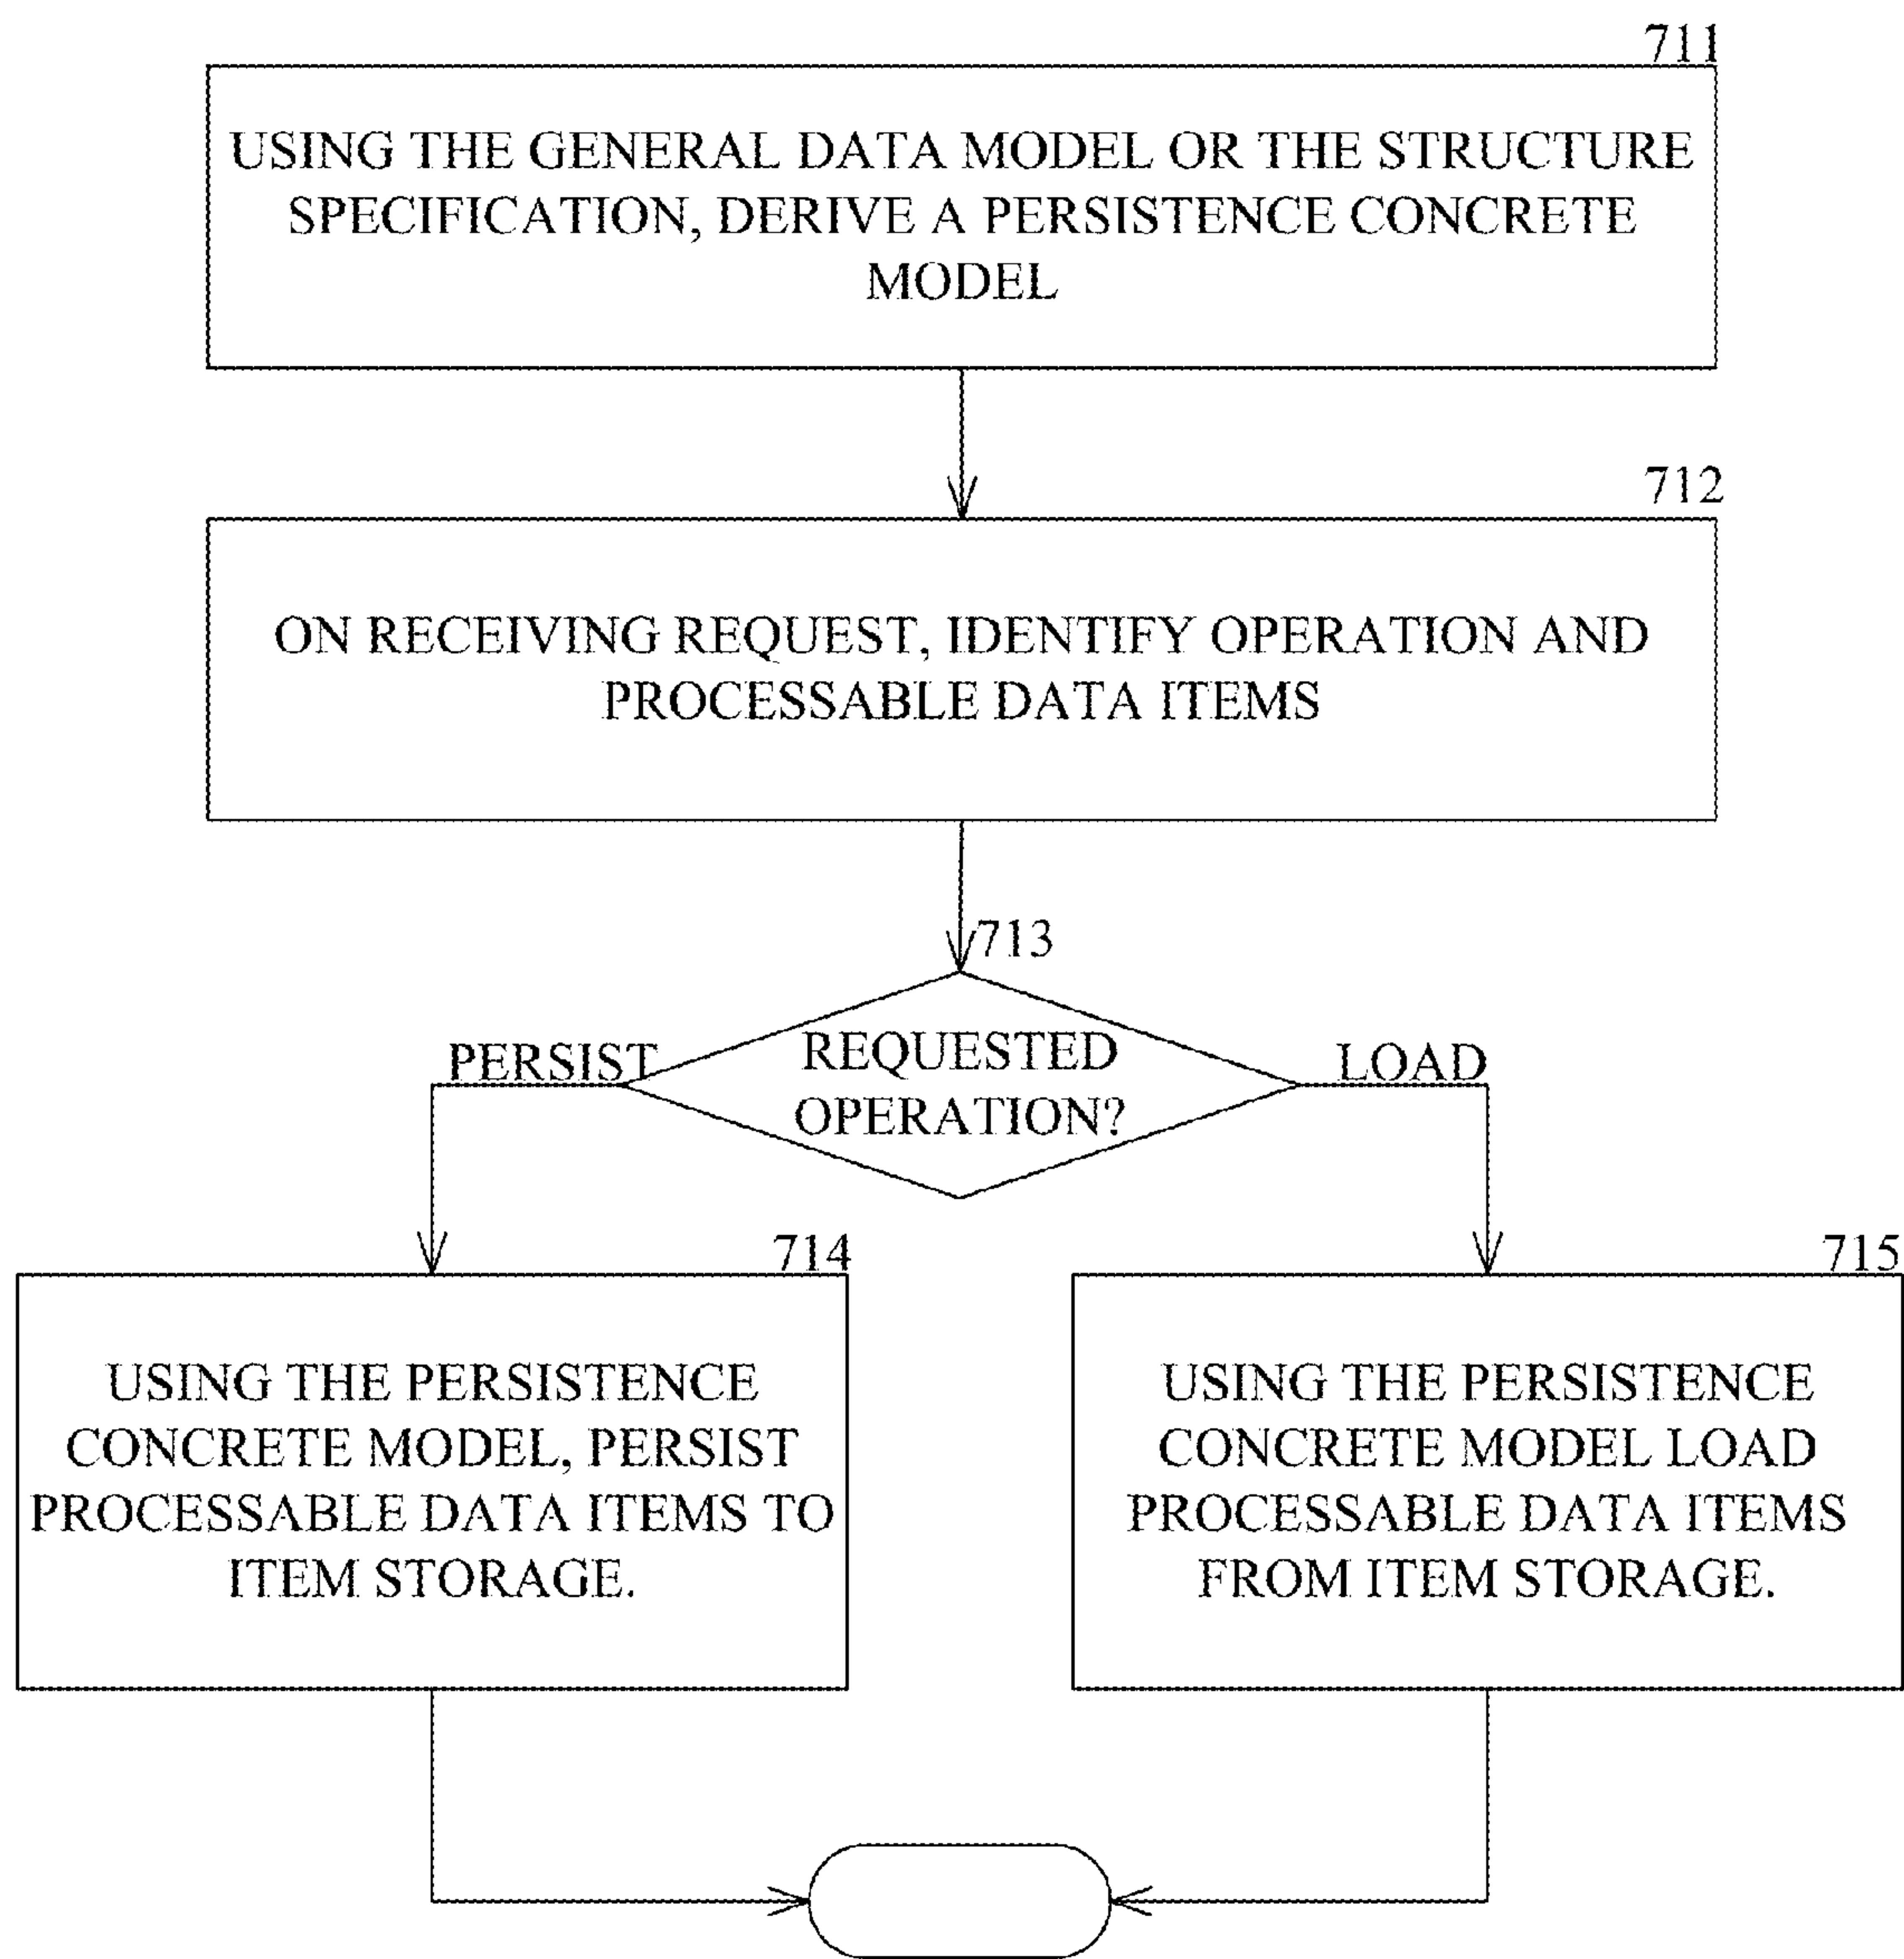 711
USING THE GENERAL DATA MODEL OR THE STRUCTURE
SPECIFICATION, DERIVE A PERSISTENCE CONCRETE
MODEL
712
ON RECEIVING REQUEST, IDENTIFY OPERATION AND
PROCESSABLE DATA ITEMS
713
PERSIST
REQUESTED
OPERATION?
LOAD
714
USING THE PERSISTENCE
CONCRETE MODEL, PERSIST
PROCESSABLE DATA ITEMS TO
ITEM STORAGE.
715
USING THE PERSISTENCE
CONCRETE MODEL LOAD
PROCESSABLE DATA ITEMS
FROM ITEM STORAGE.